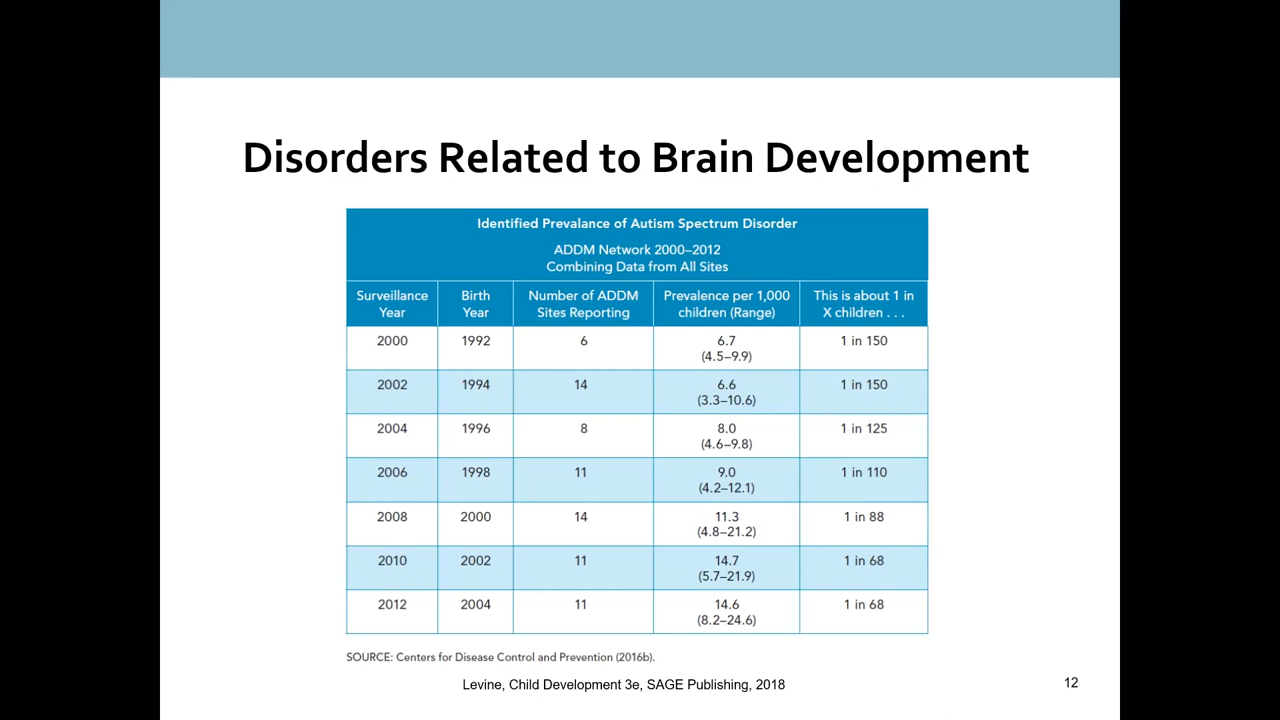 Disorders Related to Brain Development
Identified Prevalance of Autism Spectrum Disorder
ADDM Network 2000–2012
Combining Data from All Sites
Surveillance Year Birth Year Number of ADDM Sites Reporting Prevalence per 1,000 children (Range) This is about 1 in X children . . .
2000 1992 6 6.7 (4.5–9.9) 1 in 150
2002 1994 14 6.6 (3.3–10.6) 1 in 150
2004 1996 8 8.0 (4.6–9.8) 1 in 125
2006 1998 11 9.0 (4.2–12.1) 1 in 110
2008 2000 14 11.3 (4.8–21.2) 1 in 88
2010 2002 11 14.7 (5.7–21.9) 1 in 68
2012 2004 11 14.6 (8.2–24.6) 1 in 68
SOURCE: Centers for Disease Control and Prevention (2016b).
Levine, Child Development 3e, SAGE Publishing, 2018
12